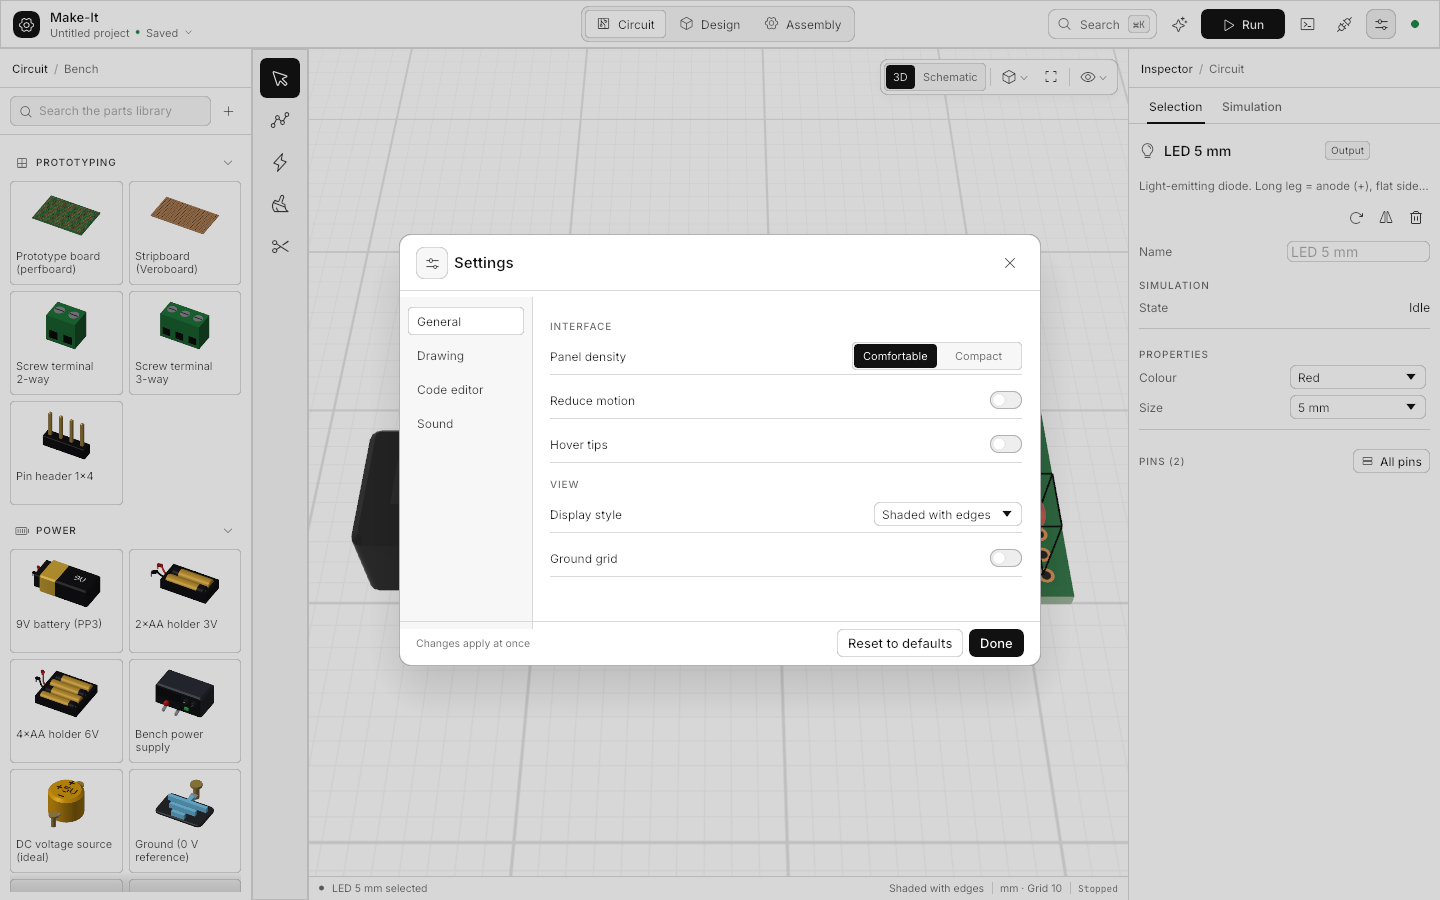 Make-It
Untitled project • Saved
Circuit
Design
Assembly
Search ⌘K
Run
Circuit / Bench
Search the parts library
PROTOTYPING
Prototype board
(perfboard)
Stripboard
(Veroboard)
Screw terminal
2-way
Screw terminal
3-way
Pin header 1×4
POWER
9V battery (PP3)
2×AA holder 3V
4×AA holder 6V
Bench power
supply
+5V
DC voltage source
(ideal)
Ground (0 V
reference)
3D
Schematic
Settings
General
Drawing
Code editor
Sound
INTERFACE
Panel density
Comfortable
Compact
Reduce motion
Hover tips
VIEW
Display style
Shaded with edges
Ground grid
Changes apply at once
Reset to defaults
Done
LED 5 mm selected
Shaded with edges
mm · Grid 10
Stopped
Inspector / Circuit
Selection
Simulation
LED 5 mm
Output
Light-emitting diode. Long leg = anode (+), flat side…
Name
LED 5 mm
SIMULATION
State
Idle
PROPERTIES
Colour
Red
Size
5 mm
PINS (2)
All pins